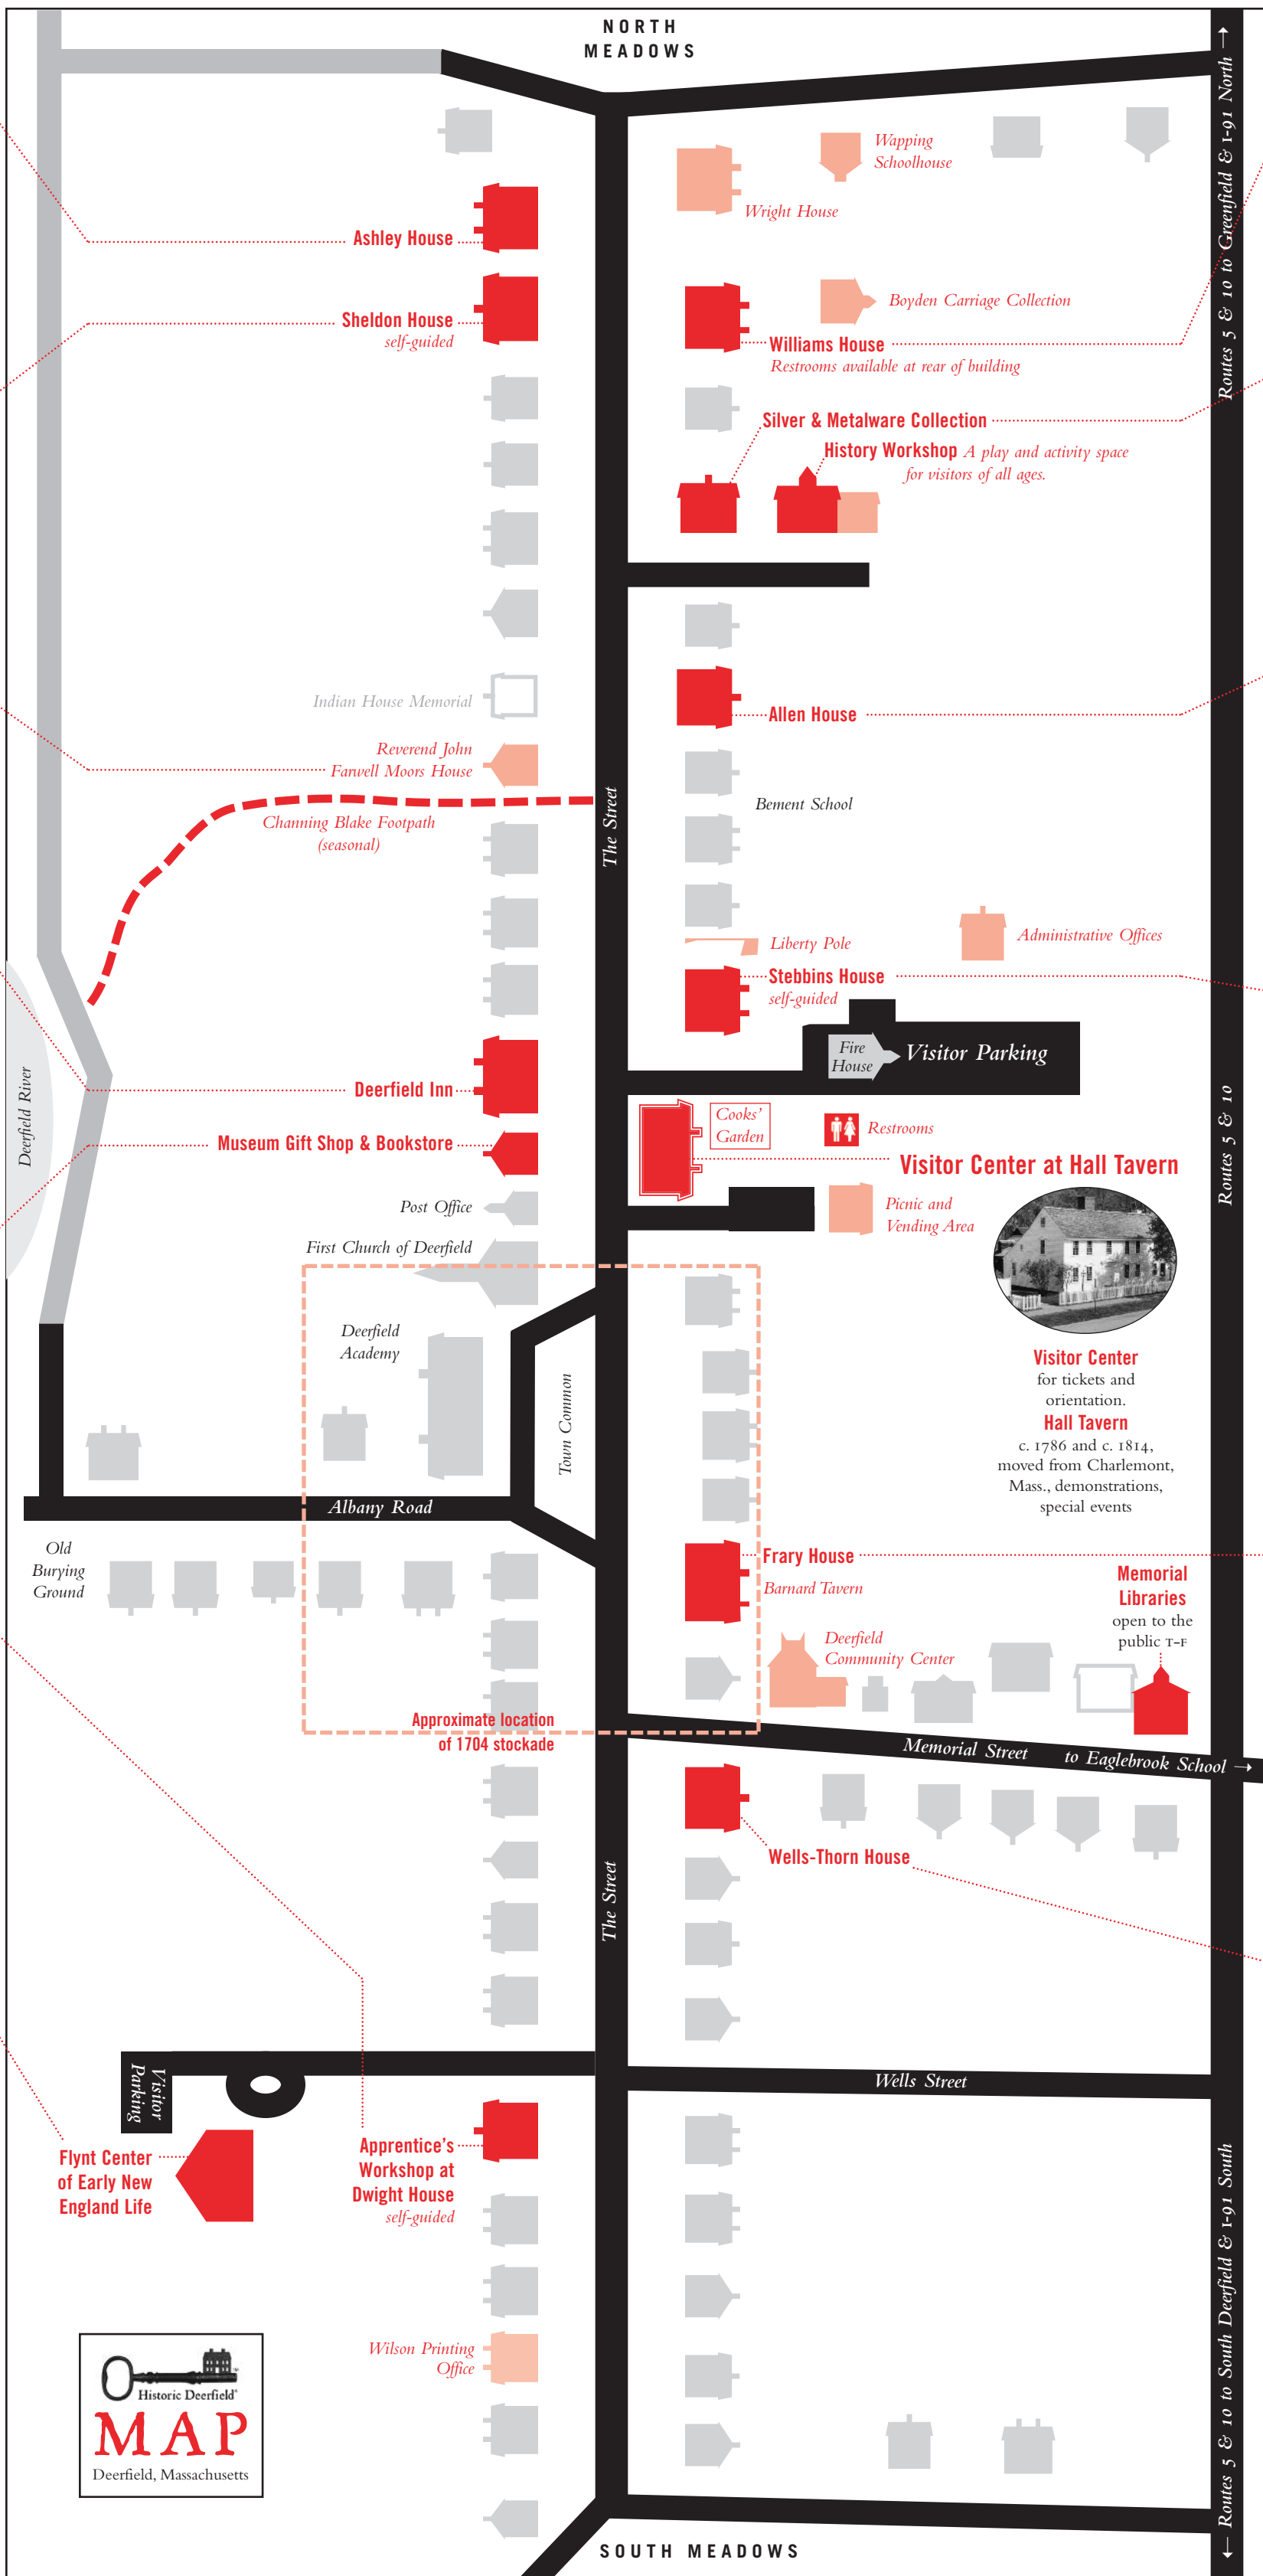 NORTH
MEADOWS
Routes 5 & 10 to Greenfield & I-91 North →
Wapping
Schoolhouse
Wright House
Ashley House
Sheldon House
self-guided
Boyden Carriage Collection
Williams House
Restrooms available at rear of building
Silver & Metalware Collection
History Workshop A play and activity space
for visitors of all ages.
Indian House Memorial
Allen House
Reverend John
Farwell Moors House
The Street
Bement School
Channing Blake Footpath
(seasonal)
Liberty Pole
Administrative Offices
Stebbins House
self-guided
Fire
House
Visitor Parking
Deerfield River
Deerfield Inn
Routes 5 & 10
Cooks'
Garden
Restrooms
Museum Gift Shop & Bookstore
Visitor Center at Hall Tavern
Post Office
Picnic and
Vending Area
First Church of Deerfield
Deerfield
Academy
Town Common
Visitor Center
for tickets and
orientation.
Hall Tavern
c. 1786 and c. 1814,
moved from Charlemont,
Mass., demonstrations,
special events
Albany Road
Old
Burying
Ground
Frary House
Barnard Tavern
Memorial
Libraries
open to the
public T-F
Deerfield
Community Center
Approximate location
of 1704 stockade
Memorial Street
to Eaglebrook School →
Wells-Thorn House
The Street
Visitor
Parking
Wells Street
Flynt Center
of Early New
England Life
Apprentice's
Workshop at
Dwight House
self-guided
Wilson Printing
Office
← Routes 5 & 10 to South Deerfield & I-91 South
Historic Deerfield
MAP
Deerfield, Massachusetts
SOUTH MEADOWS